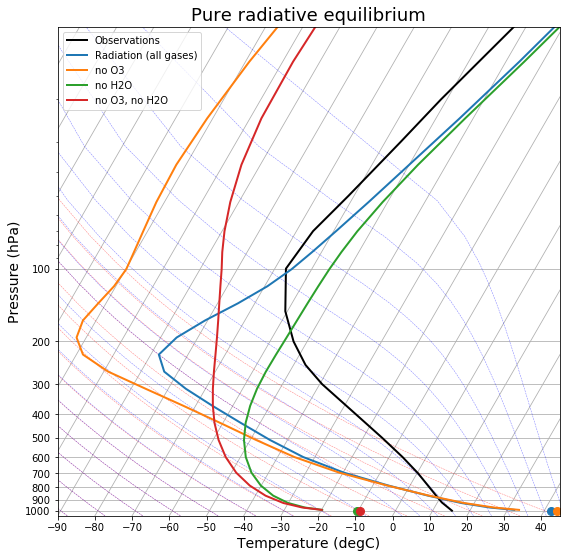 Pure radiative equilibrium
Observations
Radiation (all gases)
no O3
no H2O
no O3, no H2O
Pressure (hPa)
100
200
300
400
500
600
700
800
900
1000
−90 −80 −70 −60 −50 −40 −30 −20 −10 0 10 20 30 40
Temperature (degC)